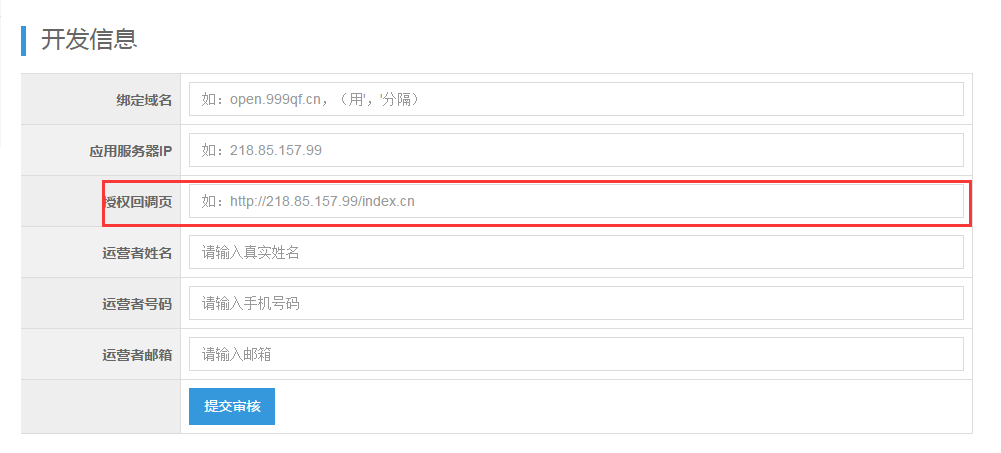 开发信息
绑定域名 如：open.999qf.cn，（用'，'分隔）
应用服务器IP 如：218.85.157.99
授权回调页 如：http://218.85.157.99/index.cn
运营者姓名 请输入真实姓名
运营者号码 请输入手机号码
运营者邮箱 请输入邮箱
提交审核